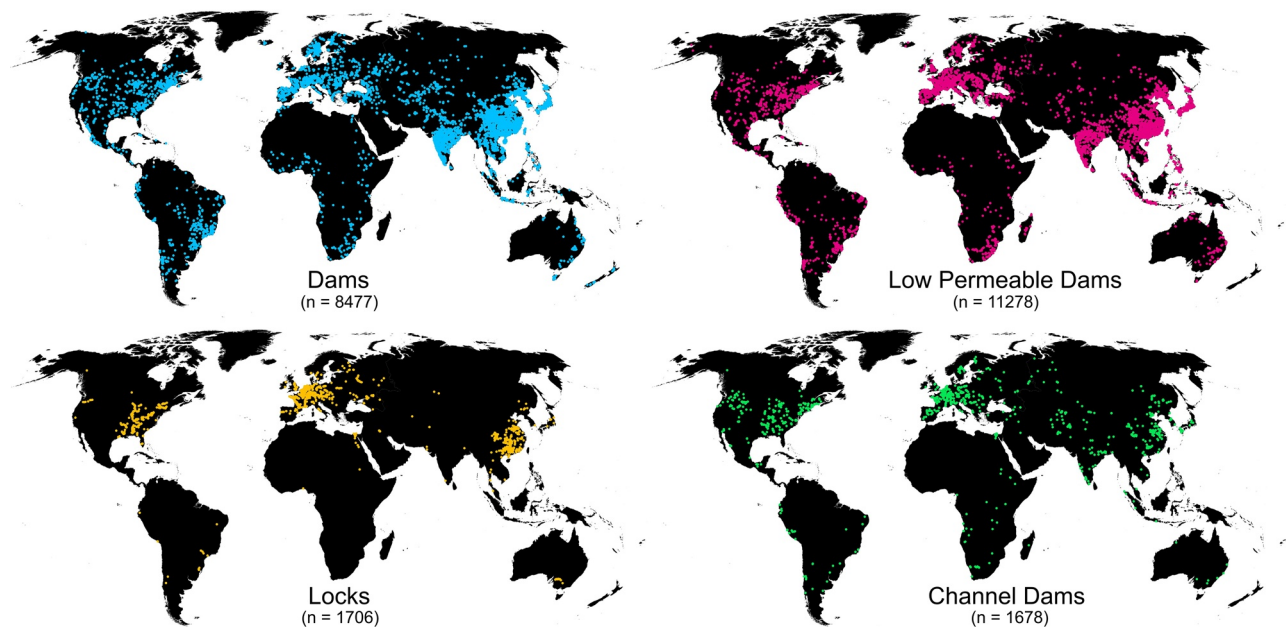 Dams
(n = 8477)
Low Permeable Dams
(n = 11278)
Locks
(n = 1706)
Channel Dams
(n = 1678)